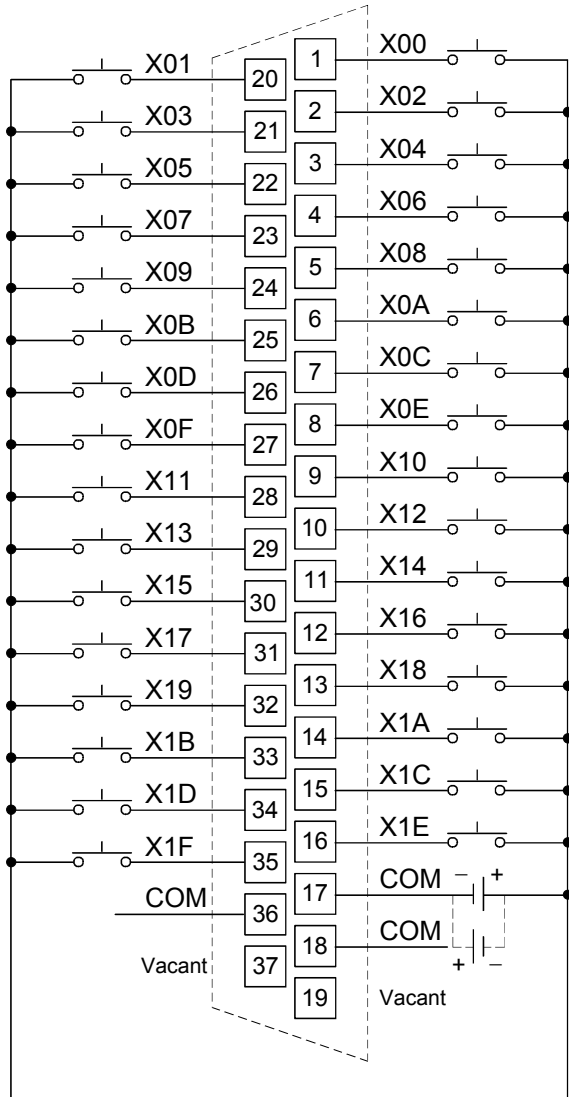 1 X00
X01 20
2 X02
X03 21
3 X04
X05 22
4 X06
X07 23
5 X08
X09 24
6 X0A
X0B 25
7 X0C
X0D 26
8 X0E
X0F 27
9 X10
X11 28
10 X12
X13 29
11 X14
X15 30
12 X16
X17 31
13 X18
X19 32
14 X1A
X1B 33
15 X1C
X1D 34
16 X1E
X1F 35
17 COM − +
COM 36
18 COM + −
Vacant 37
19 Vacant